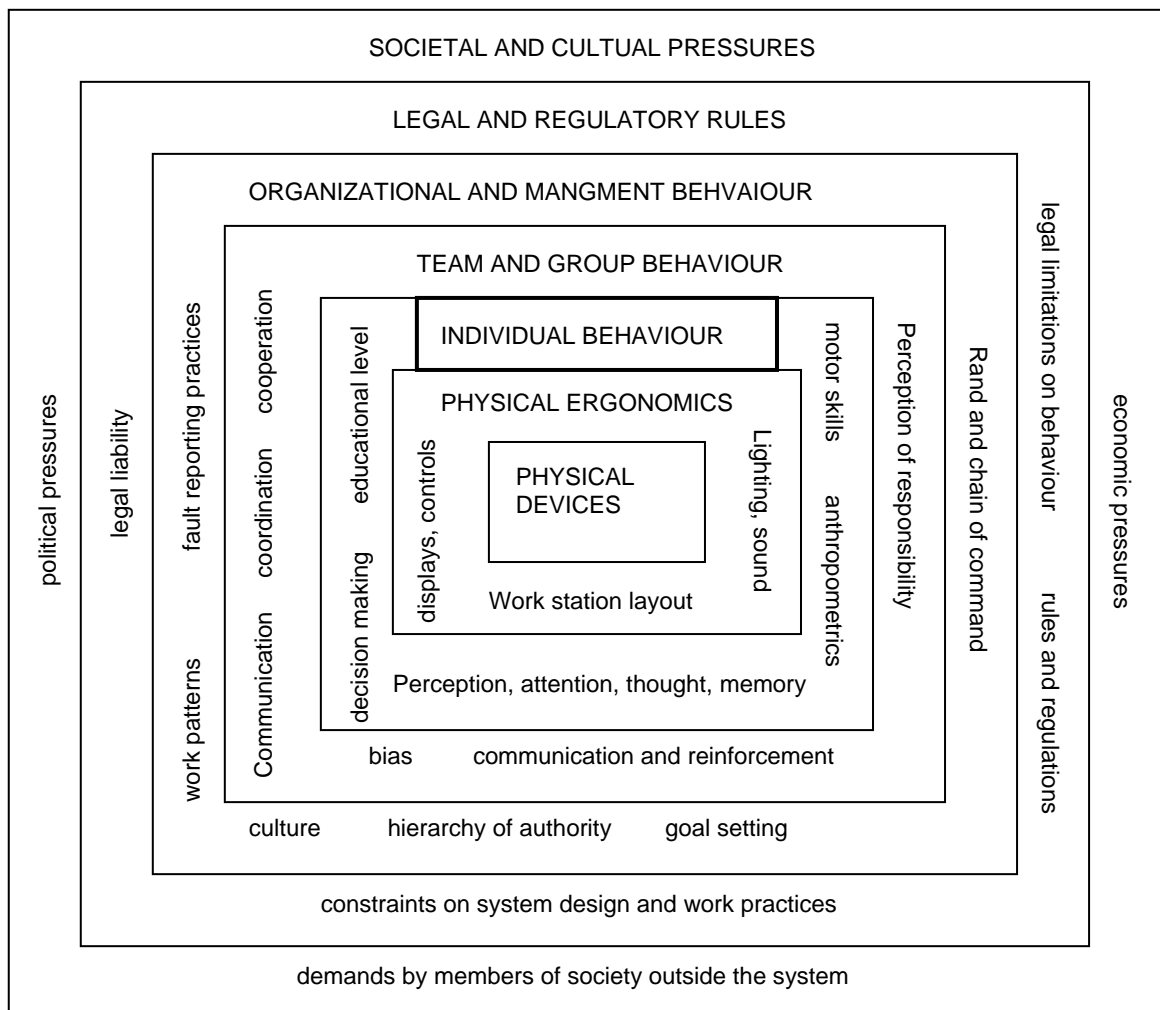 SOCIETAL AND CULTUAL PRESSURES
LEGAL AND REGULATORY RULES
ORGANIZATIONAL AND MANGMENT BEHVAIOUR
TEAM AND GROUP BEHAVIOUR
INDIVIDUAL BEHAVIOUR
PHYSICAL ERGONOMICS
PHYSICAL
DEVICES
political pressures
legal liability
fault reporting practices
work patterns
cooperation
coordination
Communication
educational level
decision making
displays, controls
Lighting, sound
motor skills
anthropometrics
Perception of responsibility
Rand and chain of command
legal limitations on behaviour
rules and regulations
economic pressures
Work station layout
Perception, attention, thought, memory
bias communication and reinforcement
culture hierarchy of authority goal setting
constraints on system design and work practices
demands by members of society outside the system